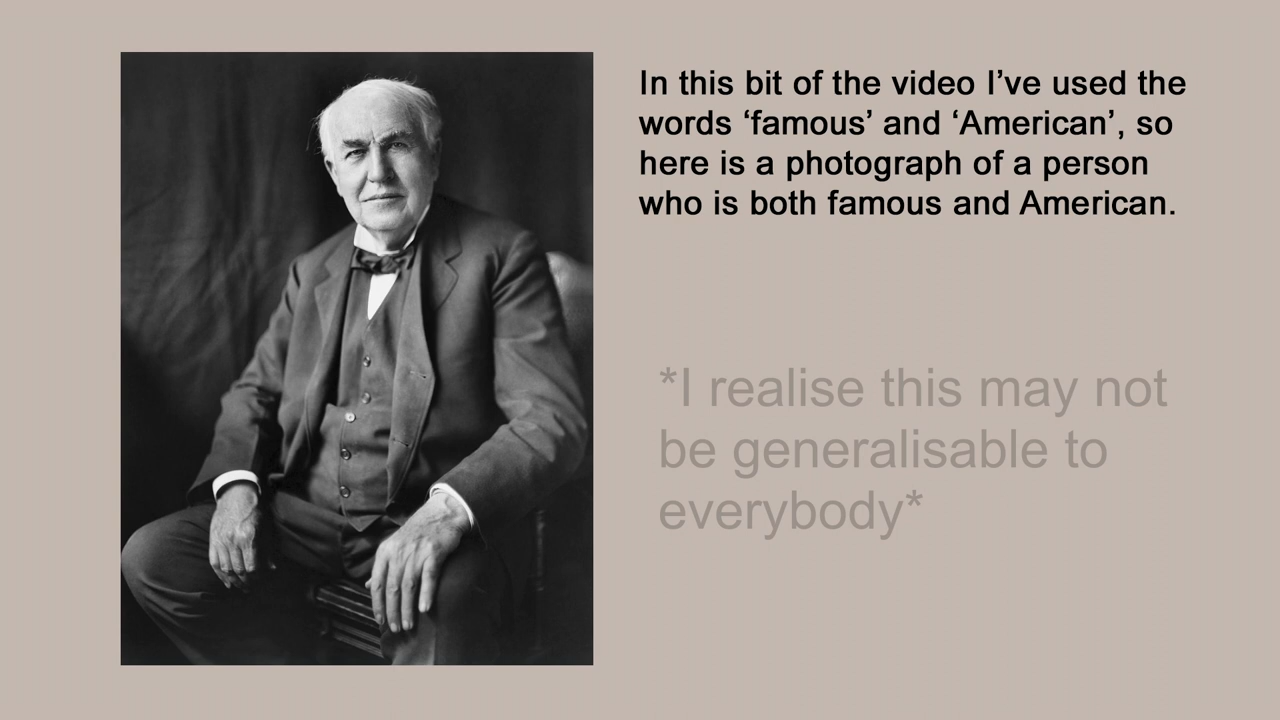 In this bit of the video I’ve used the
words ‘famous’ and ‘American’, so
here is a photograph of a person
who is both famous and American.
*I realise this may not
be generalisable to
everybody*